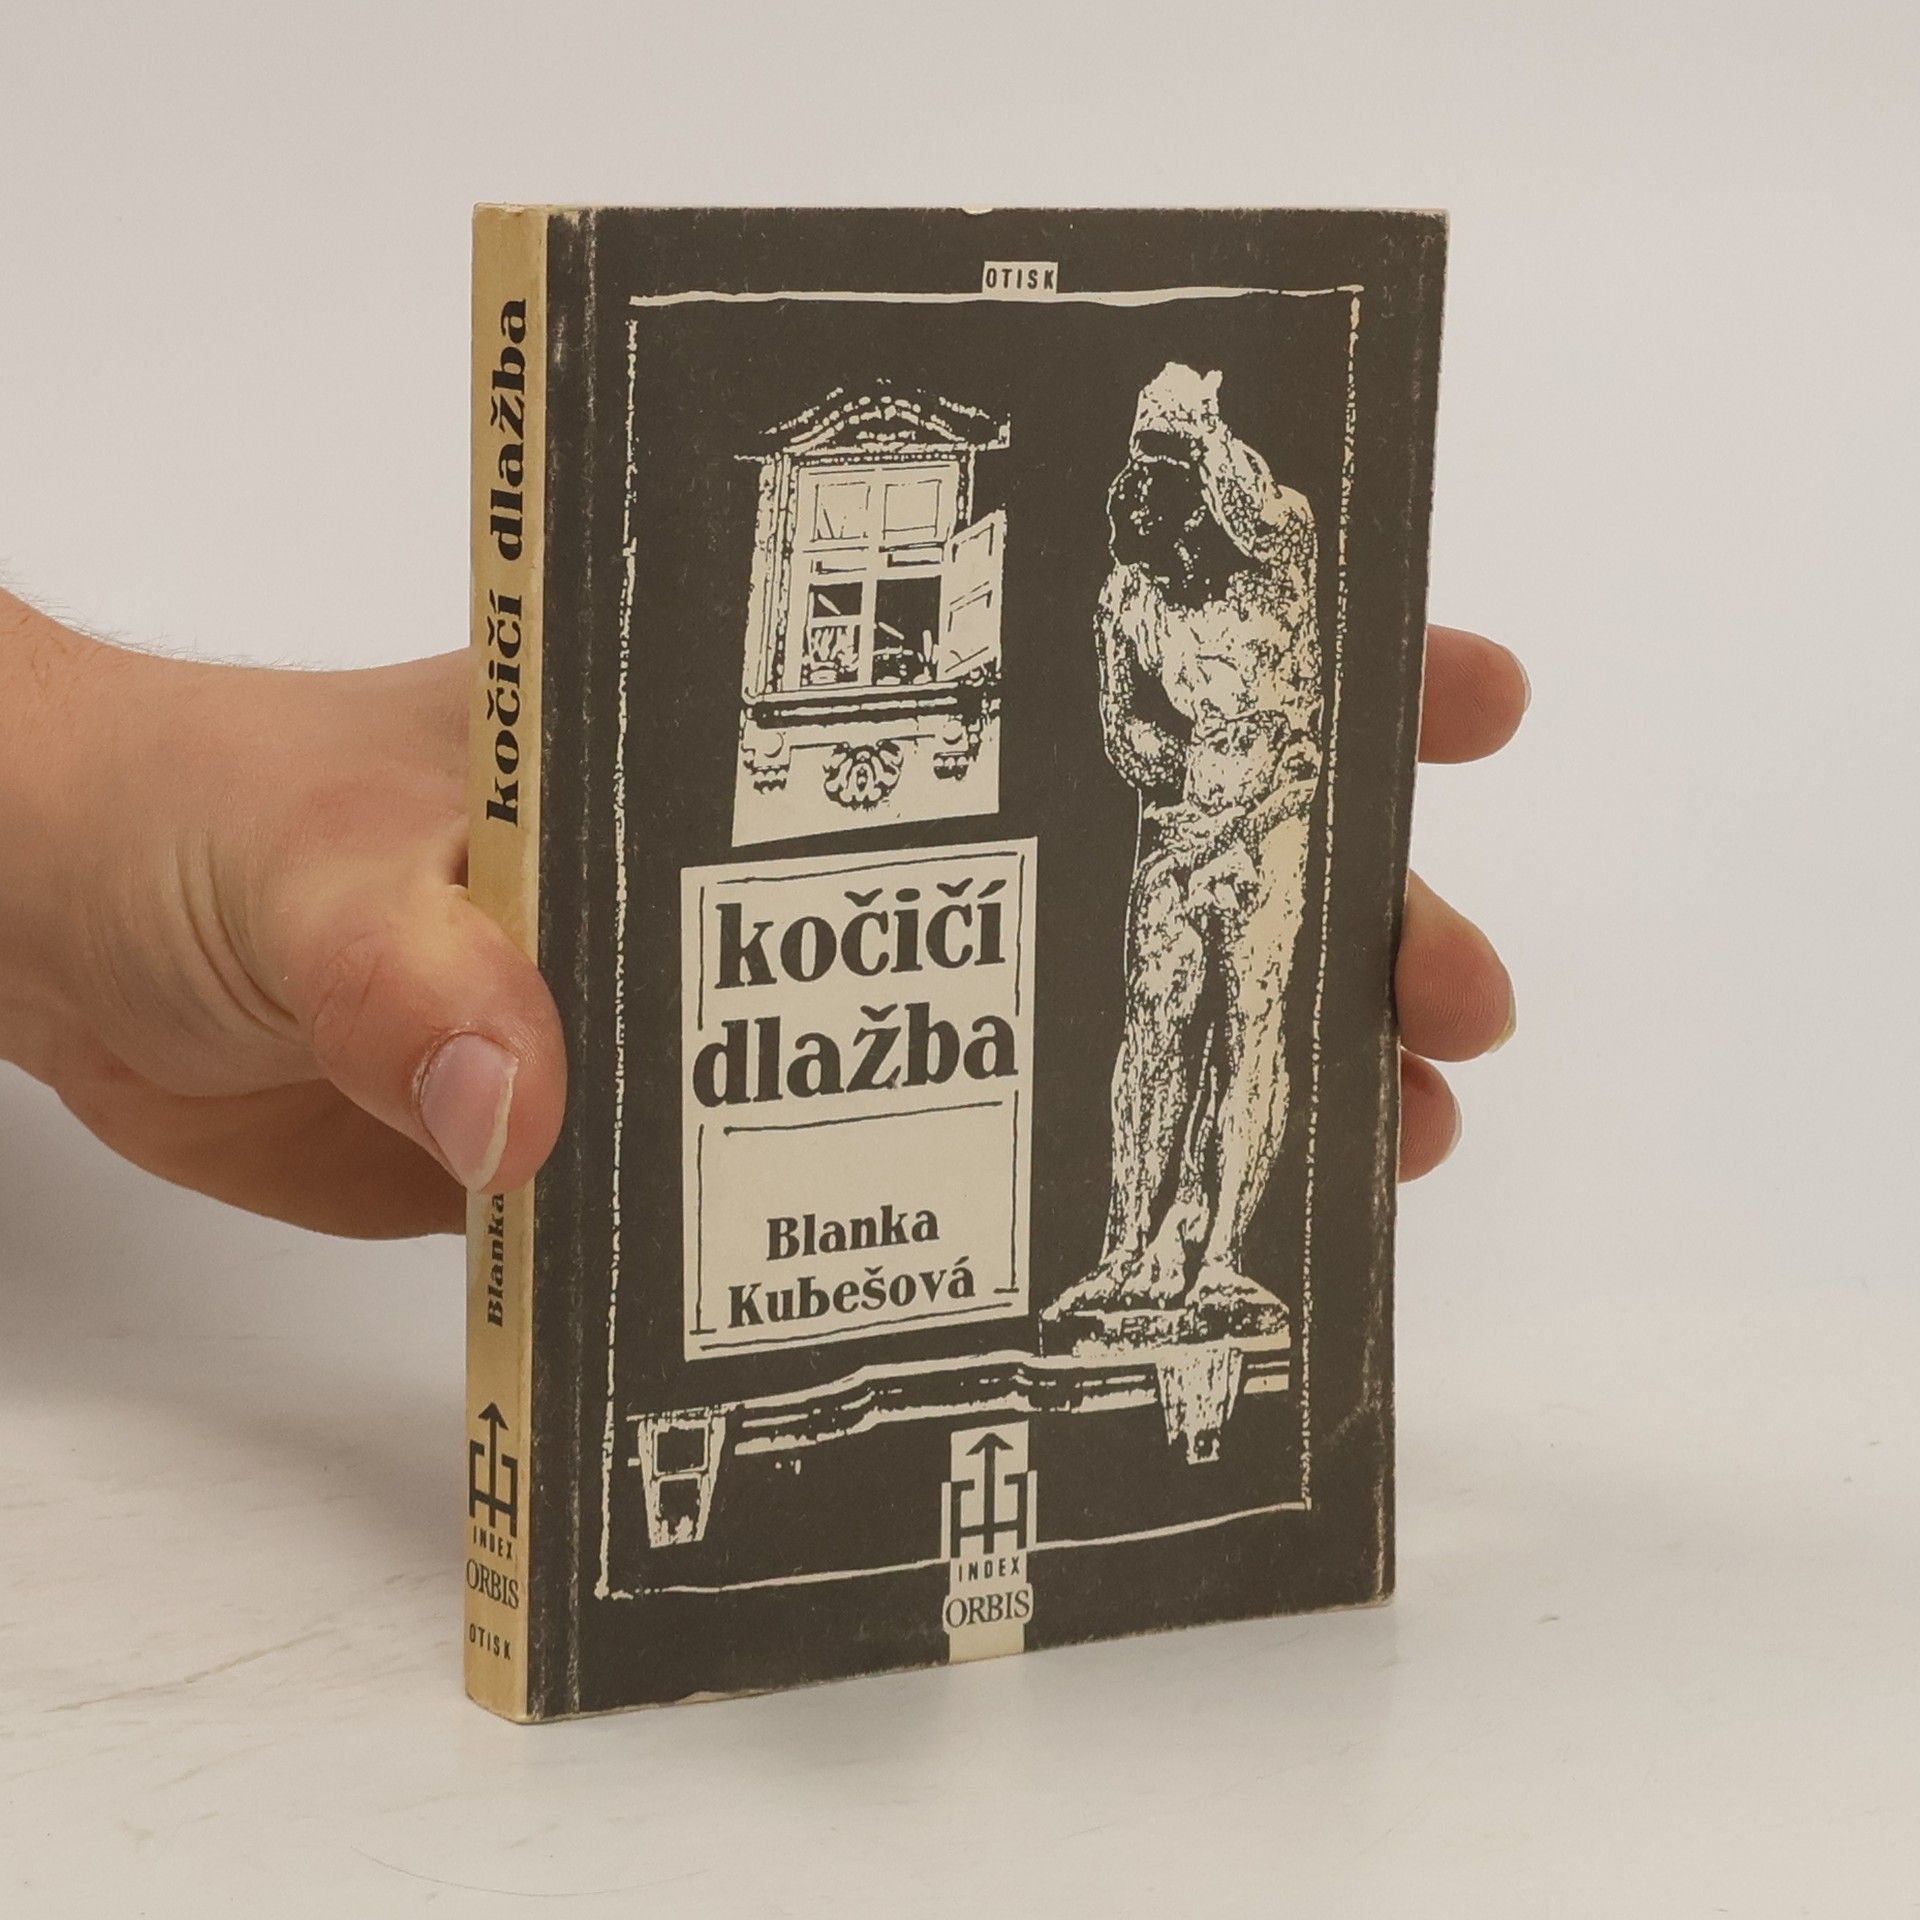 kočičí dlažba
Blanka
INDEX
ORBIS
OTISK
OTISK
kočičí
dlažba
Blanka
Kubešová
INDEX
ORBIS